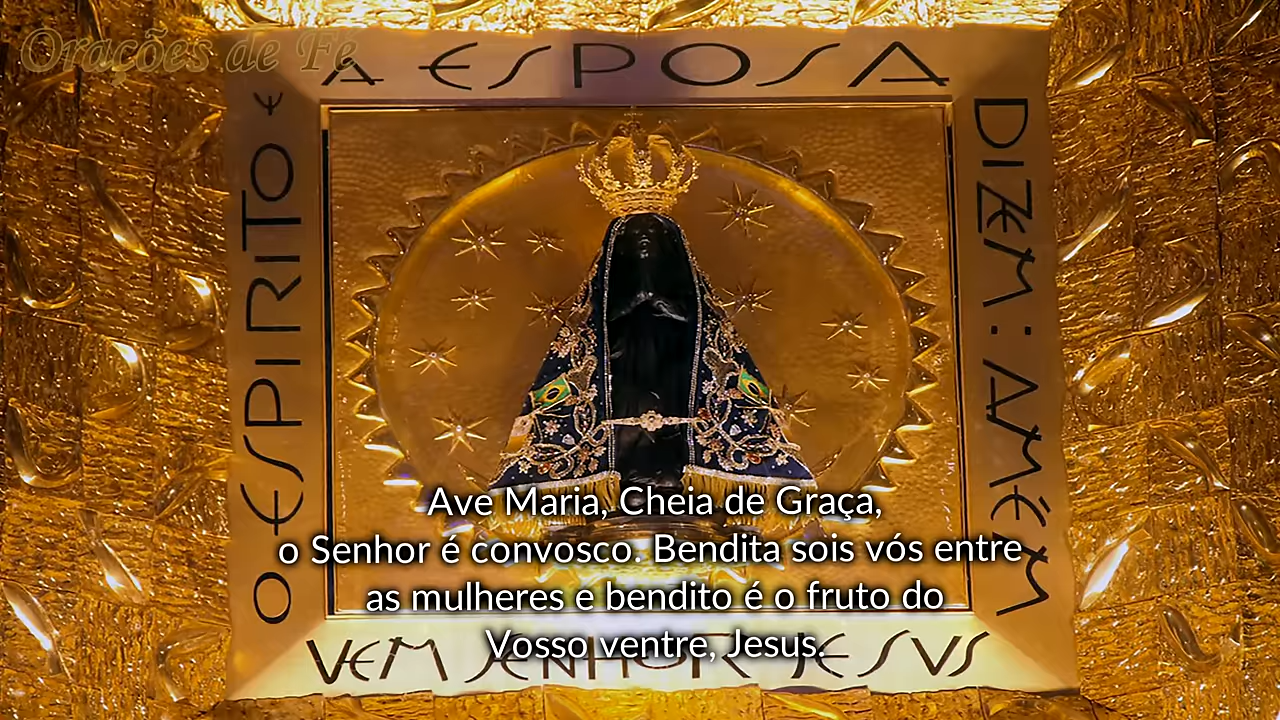 Orações de Fé
O ESPIRITO E
A ESPOSA
DIZEM: AMÉM
VEM SENHOR JESUS
Ave Maria, Cheia de Graça,
o Senhor é convosco. Bendita sois vós entre
as mulheres e bendito é o fruto do
Vosso ventre, Jesus.